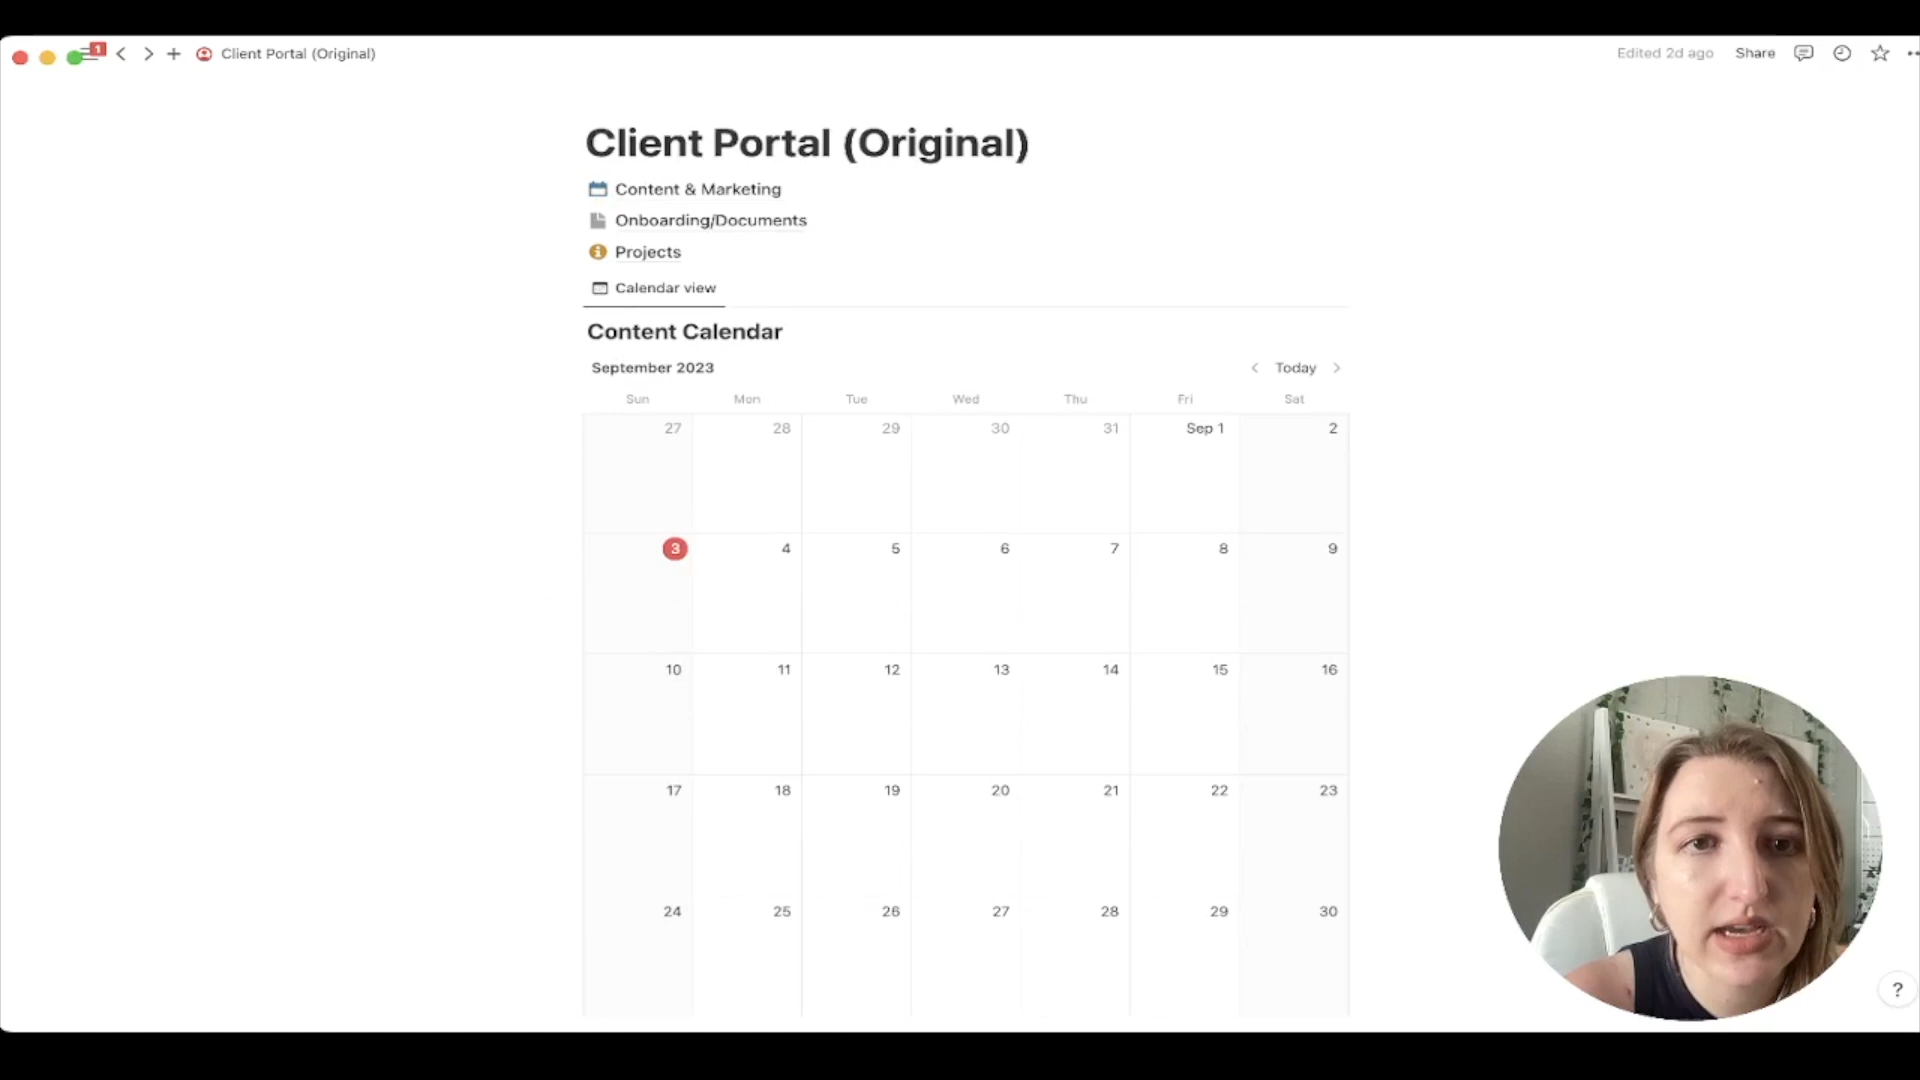 1 Client Portal (Original) Edited 2d ago Share
Client Portal (Original)
Content & Marketing
Onboarding/Documents
Projects
Calendar view
Content Calendar
September 2023 Today
Sun Mon Tue Wed Thu Fri Sat
27 28 29 30 31 Sep 1 2
3 4 5 6 7 8 9
10 11 12 13 14 15 16
17 18 19 20 21 22 23
24 25 26 27 28 29 30
?